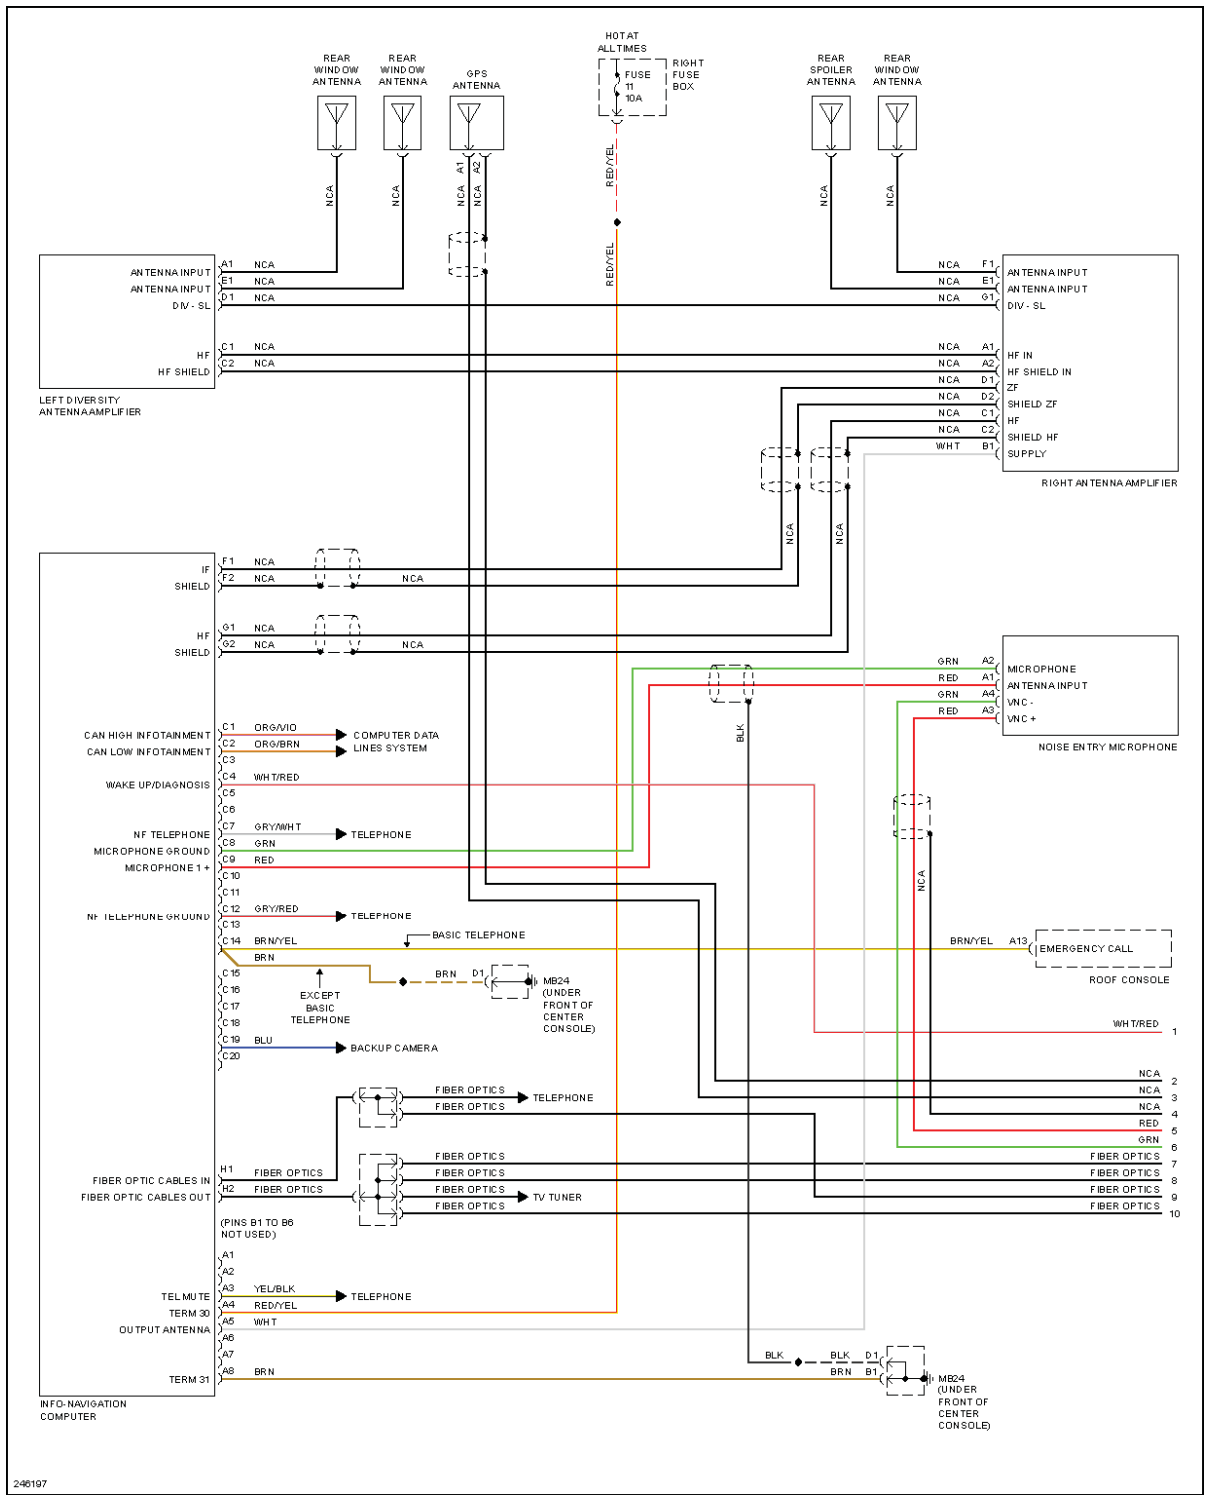 HOT AT
ALL TIMES
REAR
WINDOW
ANTENNA
REAR
WINDOW
ANTENNA
GPS
ANTENNA
FUSE
11
10A
RIGHT
FUSE
BOX
REAR
SPOILER
ANTENNA
REAR
WINDOW
ANTENNA
NCA
NCA
NCA A1
NCA A2
RED/YEL
RED/YEL
NCA
NCA
ANTENNA INPUT A1 NCA
ANTENNA INPUT E1 NCA
DIV - SL D1 NCA
HF C1 NCA
HF SHIELD C2 NCA
LEFT DIVERSITY
ANTENNA AMPLIFIER
NCA F1 ANTENNA INPUT
NCA E1 ANTENNA INPUT
NCA G1 DIV - SL
NCA A1 HF IN
NCA A2 HF SHIELD IN
NCA D1 ZF
NCA D2 SHIELD ZF
NCA C1 HF
NCA C2 SHIELD HF
WHT B1 SUPPLY
RIGHT ANTENNA AMPLIFIER
NCA
NCA
IF F1 NCA
SHIELD F2 NCA NCA
HF G1 NCA
SHIELD G2 NCA NCA
GRN A2 MICROPHONE
RED A1 ANTENNA INPUT
GRN A4 VNC -
RED A3 VNC +
NOISE ENTRY MICROPHONE
BLK
NCA
CAN HIGH INFOTAINMENT C1 ORG/VIO COMPUTER DATA
CAN LOW INFOTAINMENT C2 ORG/BRN LINES SYSTEM
C3
WAKE UP/DIAGNOSIS C4 WHT/RED
C5
C6
NF TELEPHONE C7 GRY/WHT TELEPHONE
MICROPHONE GROUND C8 GRN
MICROPHONE 1 + C9 RED
C10
C11
NF TELEPHONE GROUND C12 GRY/RED TELEPHONE
C13
C14 BRN/YEL BASIC TELEPHONE BRN/YEL A13 EMERGENCY CALL
ROOF CONSOLE
BRN
C15
C16
C17
C18
EXCEPT
BASIC
TELEPHONE
BRN D1 MB24
(UNDER
FRONT OF
CENTER
CONSOLE)
C19 BLU BACKUP CAMERA
C20
WHT/RED 1
NCA 2
NCA 3
NCA 4
RED 5
GRN 6
FIBER OPTICS TELEPHONE
FIBER OPTICS
FIBER OPTICS FIBER OPTICS 7
FIBER OPTICS FIBER OPTICS 8
FIBER OPTICS TV TUNER FIBER OPTICS 9
FIBER OPTICS FIBER OPTICS 10
FIBER OPTIC CABLES IN H1 FIBER OPTICS
FIBER OPTIC CABLES OUT H2 FIBER OPTICS
(PINS B1 TO B6
NOT USED)
A1
A2
TEL MUTE A3 YEL/BLK TELEPHONE
TERM 30 A4 RED/YEL
OUTPUT ANTENNA A5 WHT
A6
A7
TERM 31 A8 BRN
INFO-NAVIGATION
COMPUTER
BLK BLK D1
BRN B1 MB24
(UNDER
FRONT OF
CENTER
CONSOLE)
246197